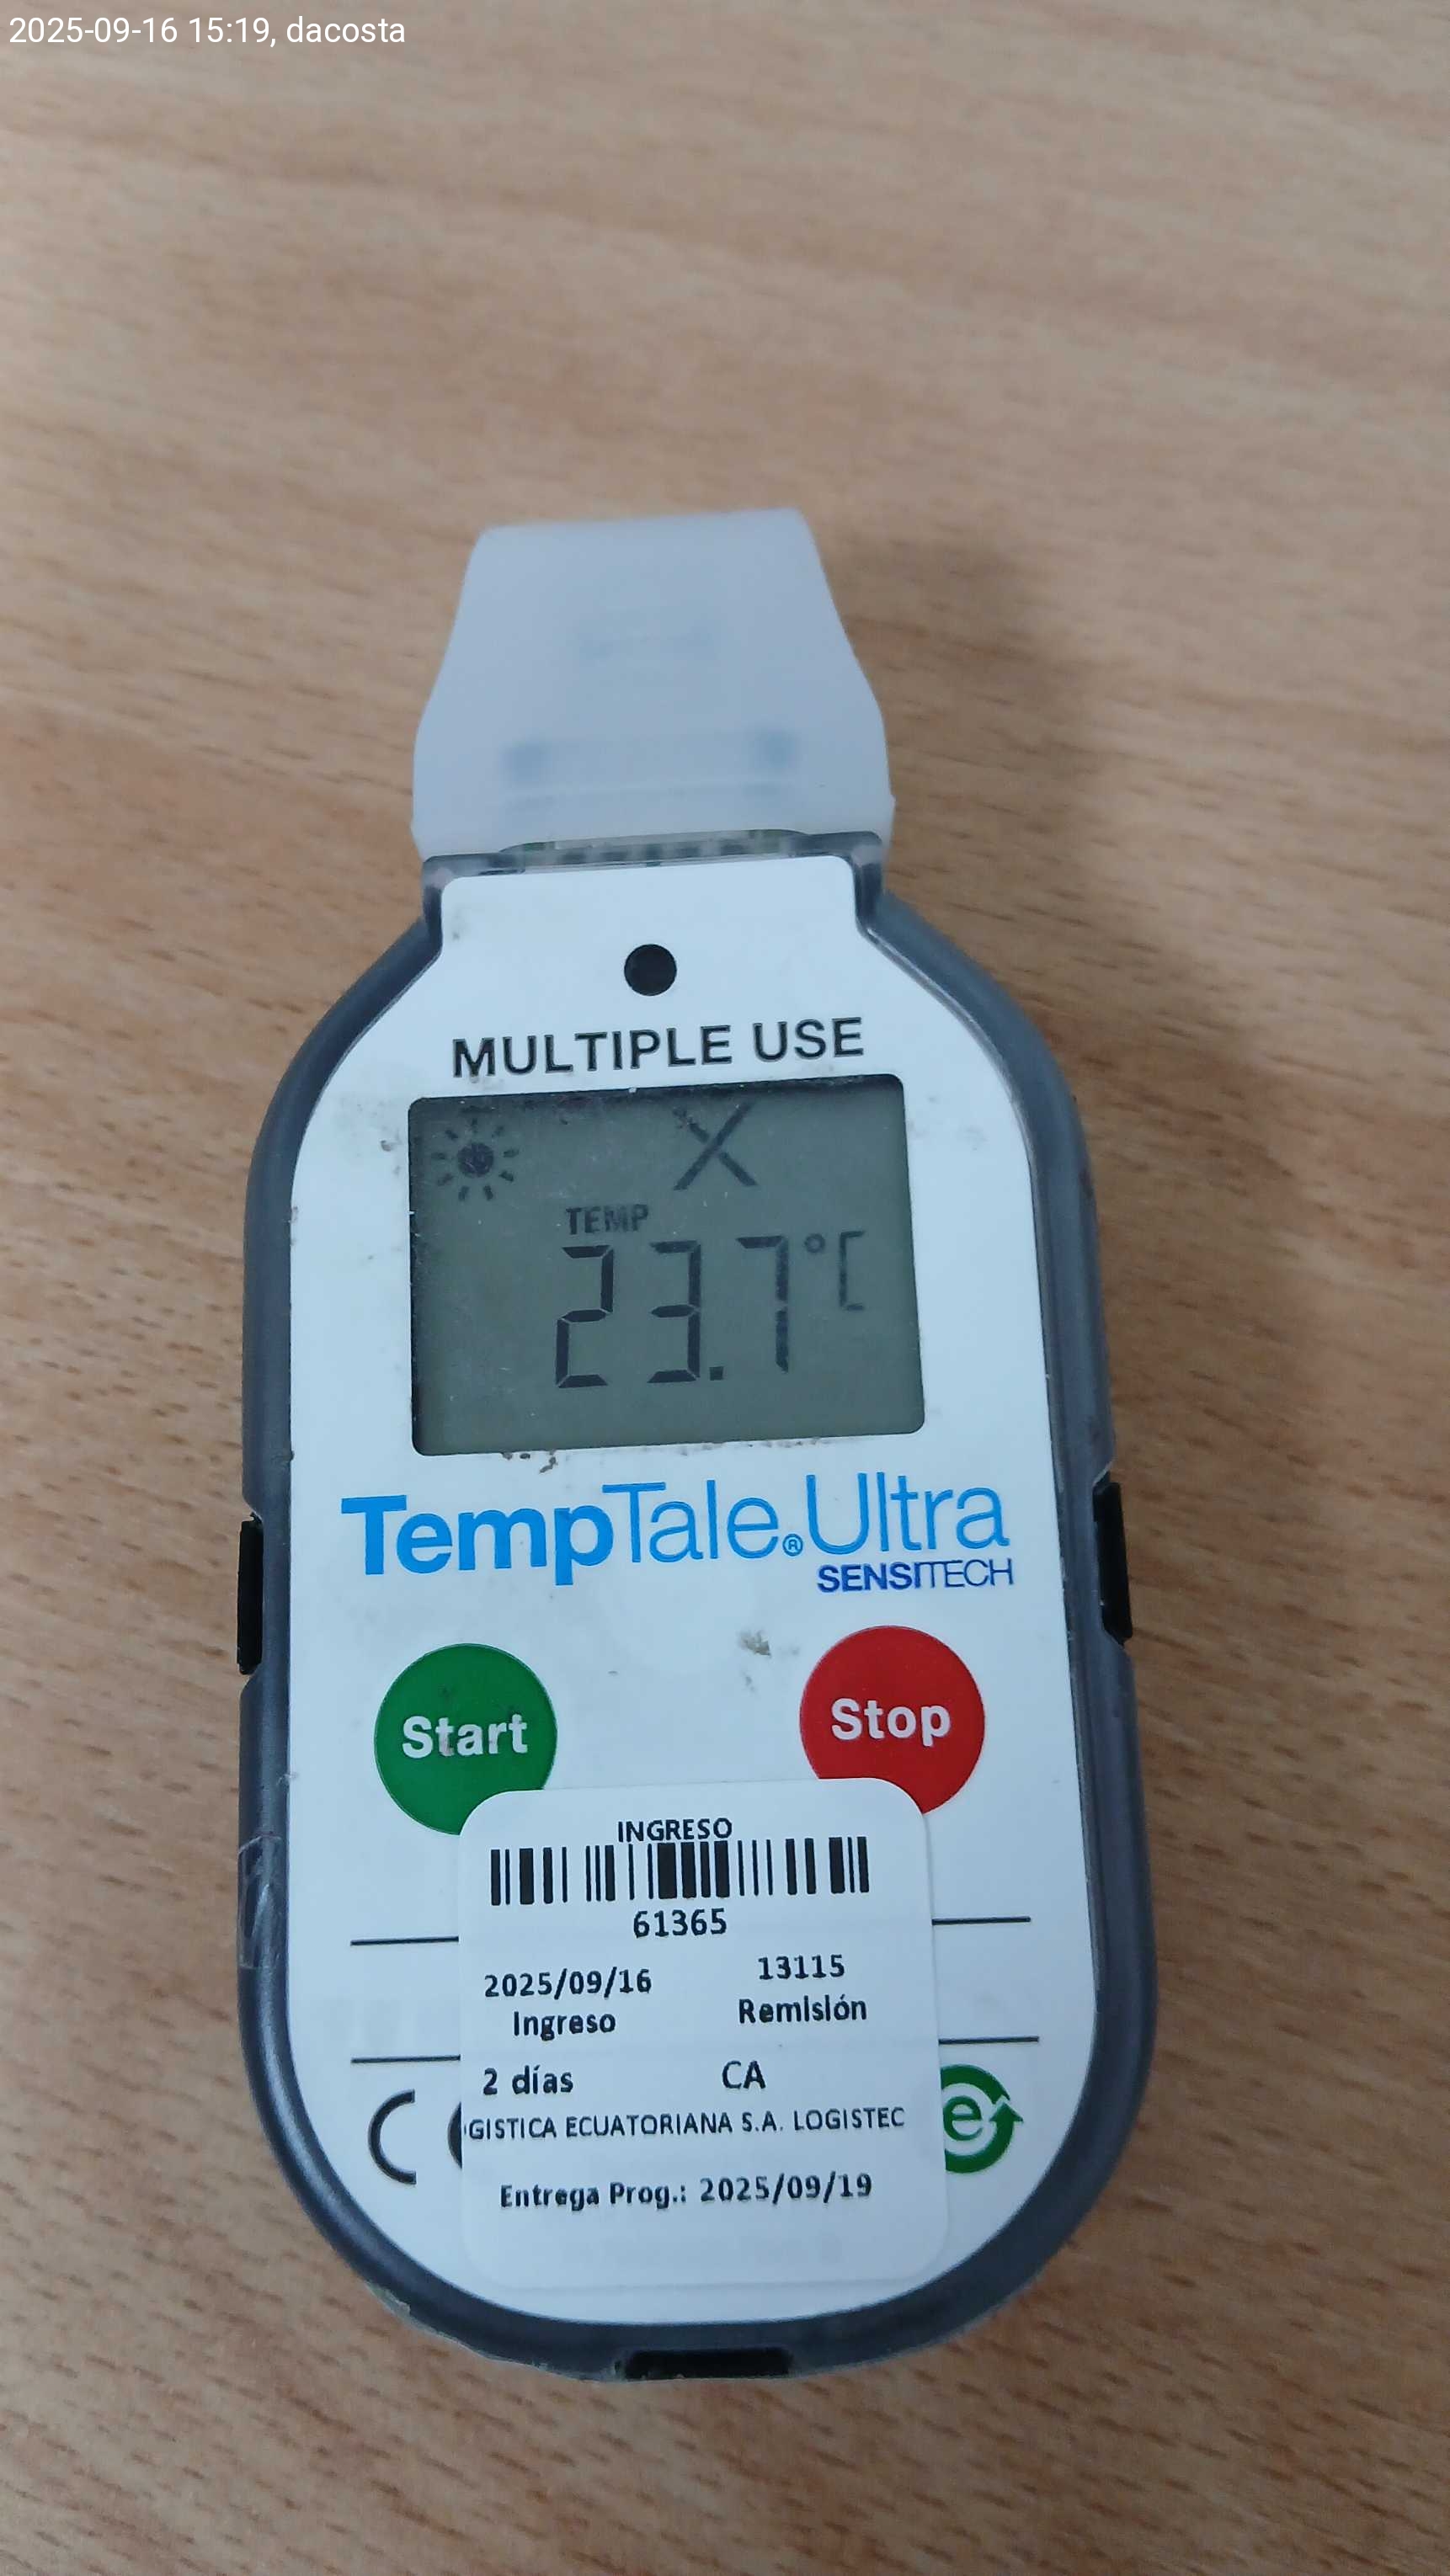 2025-09-16 15:19, dacosta
MULTIPLE USE
X
TEMP
23.7°C
TempTale®Ultra
SENSITECH
Start
Stop
INGRESO
61365
2025/09/16 13115
Ingreso Remisión
2 días CA
GISTICA ECUATORIANA S.A. LOGISTEC
e
Entrega Prog.: 2025/09/19